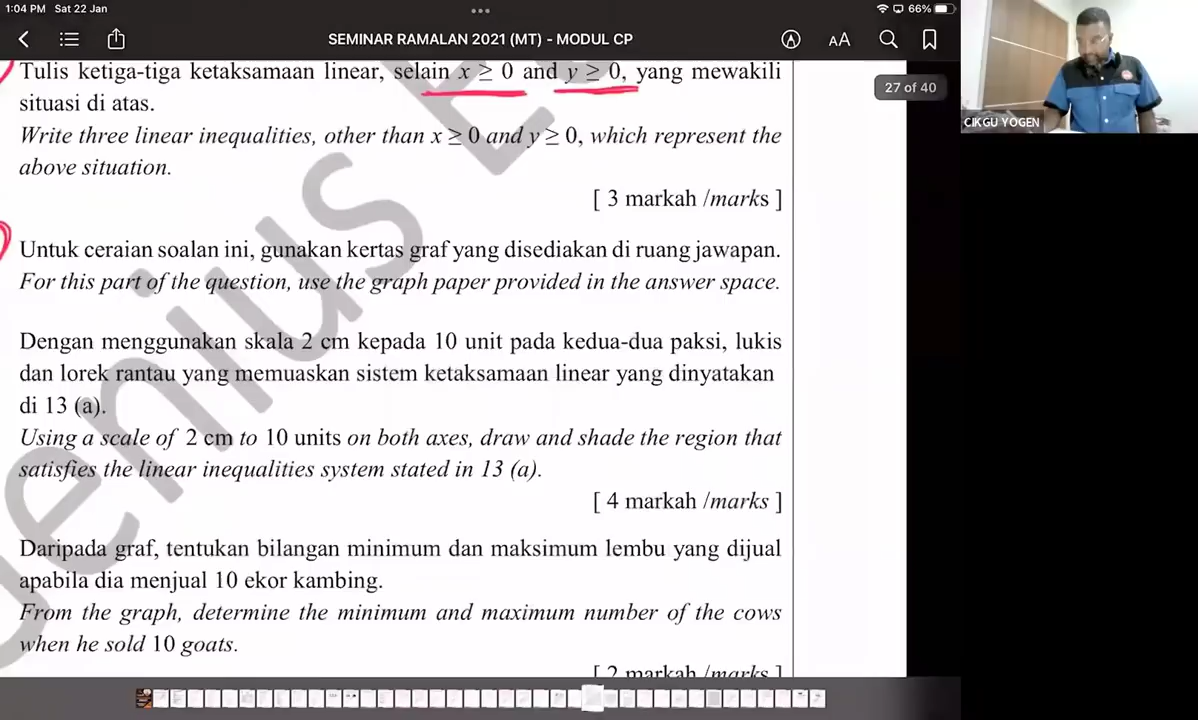 1:04 PM Sat 22 Jan
66%
SEMINAR RAMALAN 2021 (MT) - MODUL CP
AA
27 of 40
CIKGU YOGEN
Tulis ketiga-tiga ketaksamaan linear, selain x ≥ 0 and y ≥ 0, yang mewakili
situasi di atas.
Write three linear inequalities, other than x ≥ 0 and y ≥ 0, which represent the
above situation.
[ 3 markah /marks ]
Untuk ceraian soalan ini, gunakan kertas graf yang disediakan di ruang jawapan.
For this part of the question, use the graph paper provided in the answer space.
Dengan menggunakan skala 2 cm kepada 10 unit pada kedua-dua paksi, lukis
dan lorek rantau yang memuaskan sistem ketaksamaan linear yang dinyatakan
di 13 (a).
Using a scale of 2 cm to 10 units on both axes, draw and shade the region that
satisfies the linear inequalities system stated in 13 (a).
[ 4 markah /marks ]
Daripada graf, tentukan bilangan minimum dan maksimum lembu yang dijual
apabila dia menjual 10 ekor kambing.
From the graph, determine the minimum and maximum number of the cows
when he sold 10 goats.
[ 2 markah /marks ]